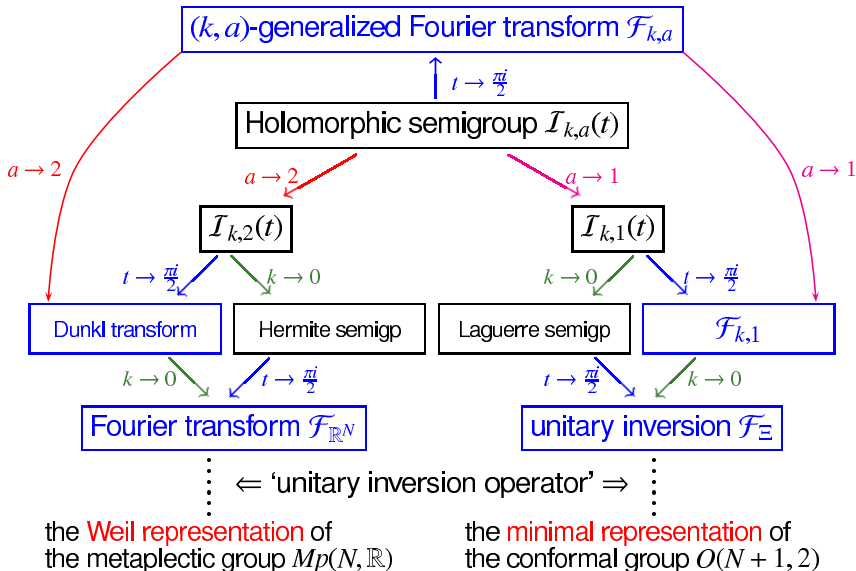 (k, a)-generalized Fourier transform ℱ_{k,a}
t → πi/2
Holomorphic semigroup ℐ_{k,a}(t)
a → 2
a → 2
a → 1
a → 1
ℐ_{k,2}(t)
ℐ_{k,1}(t)
t → πi/2
k → 0
k → 0
t → πi/2
Dunkl transform
Hermite semigp
Laguerre semigp
ℱ_{k,1}
k → 0
t → πi/2
t → πi/2
k → 0
Fourier transform ℱ_{ℝ^N}
unitary inversion ℱ_Ξ
⇐ ‘unitary inversion operator’ ⇒
the Weil representation of
the metaplectic group Mp(N, ℝ)
the minimal representation of
the conformal group O(N + 1, 2)